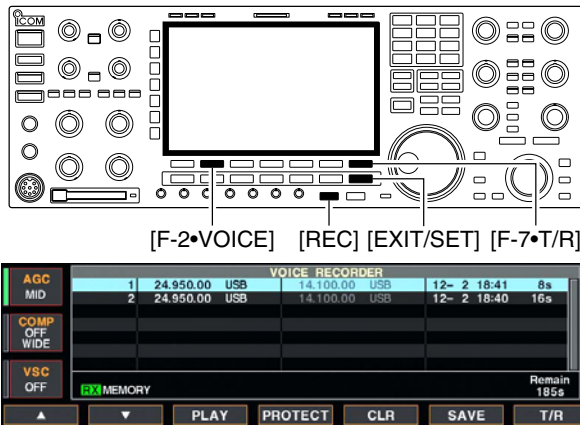 ICOM
[F-2•VOICE] [REC] [EXIT/SET] [F-7•T/R]
VOICE RECORDER
AGC
MID
1 24.950.00 USB 14.100.00 USB 12- 2 18:41 8s
2 24.950.00 USB 14.100.00 USB 12- 2 18:40 16s
COMP
OFF
WIDE
VSC
OFF
RX MEMORY
Remain
185s
▲ ▼ PLAY PROTECT CLR SAVE T/R